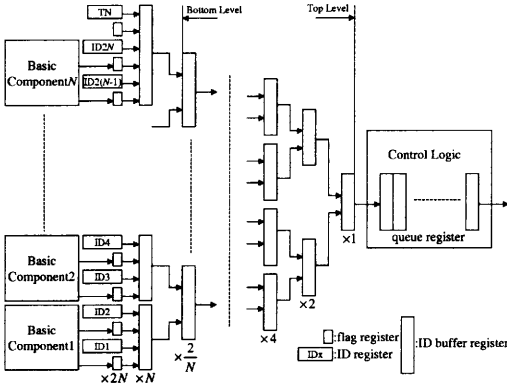 TN
Bottom Level
Top Level
ID2N
Basic
ComponentN
ID2(N-1)
Control Logic
queue register
×1
ID4
Basic
Component2
ID3
×2
ID2
Basic
Component1
ID1
×4
×2N
×N
×2/N
:flag register
IDx :ID register
:ID buffer register